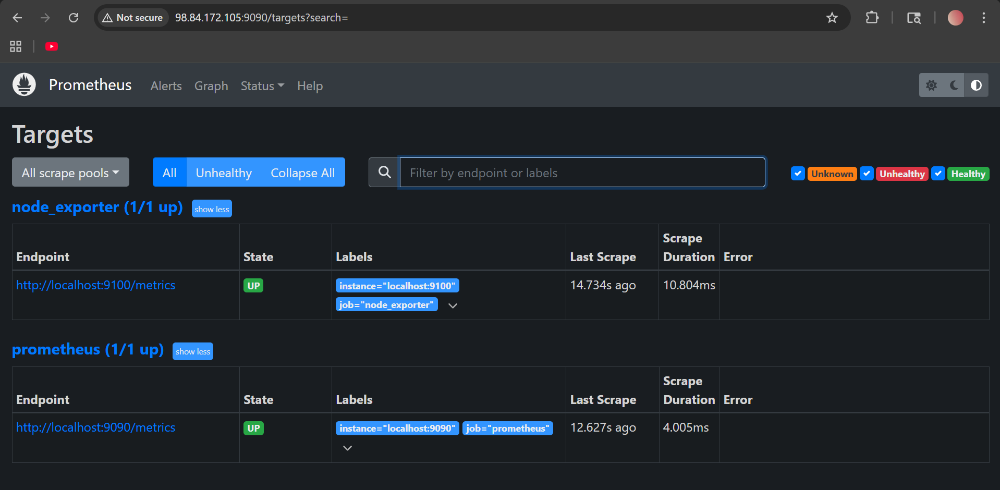 Not secure 98.84.172.105:9090/targets?search=
Prometheus Alerts Graph Status Help
Targets
All scrape pools All Unhealthy Collapse All Filter by endpoint or labels Unknown Unhealthy Healthy
node_exporter (1/1 up) show less
Endpoint State Labels Last Scrape Scrape Duration Error
http://localhost:9100/metrics UP instance="localhost:9100" 14.734s ago 10.804ms
job="node_exporter"
prometheus (1/1 up) show less
Endpoint State Labels Last Scrape Scrape Duration Error
http://localhost:9090/metrics UP instance="localhost:9090" job="prometheus" 12.627s ago 4.005ms